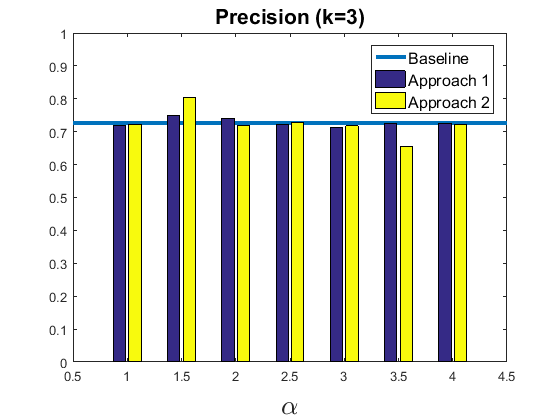 Precision (k=3)
Baseline
Approach 1
Approach 2
1
0.9
0.8
0.7
0.6
0.5
0.4
0.3
0.2
0.1
0
0.5 1 1.5 2 2.5 3 3.5 4 4.5
α